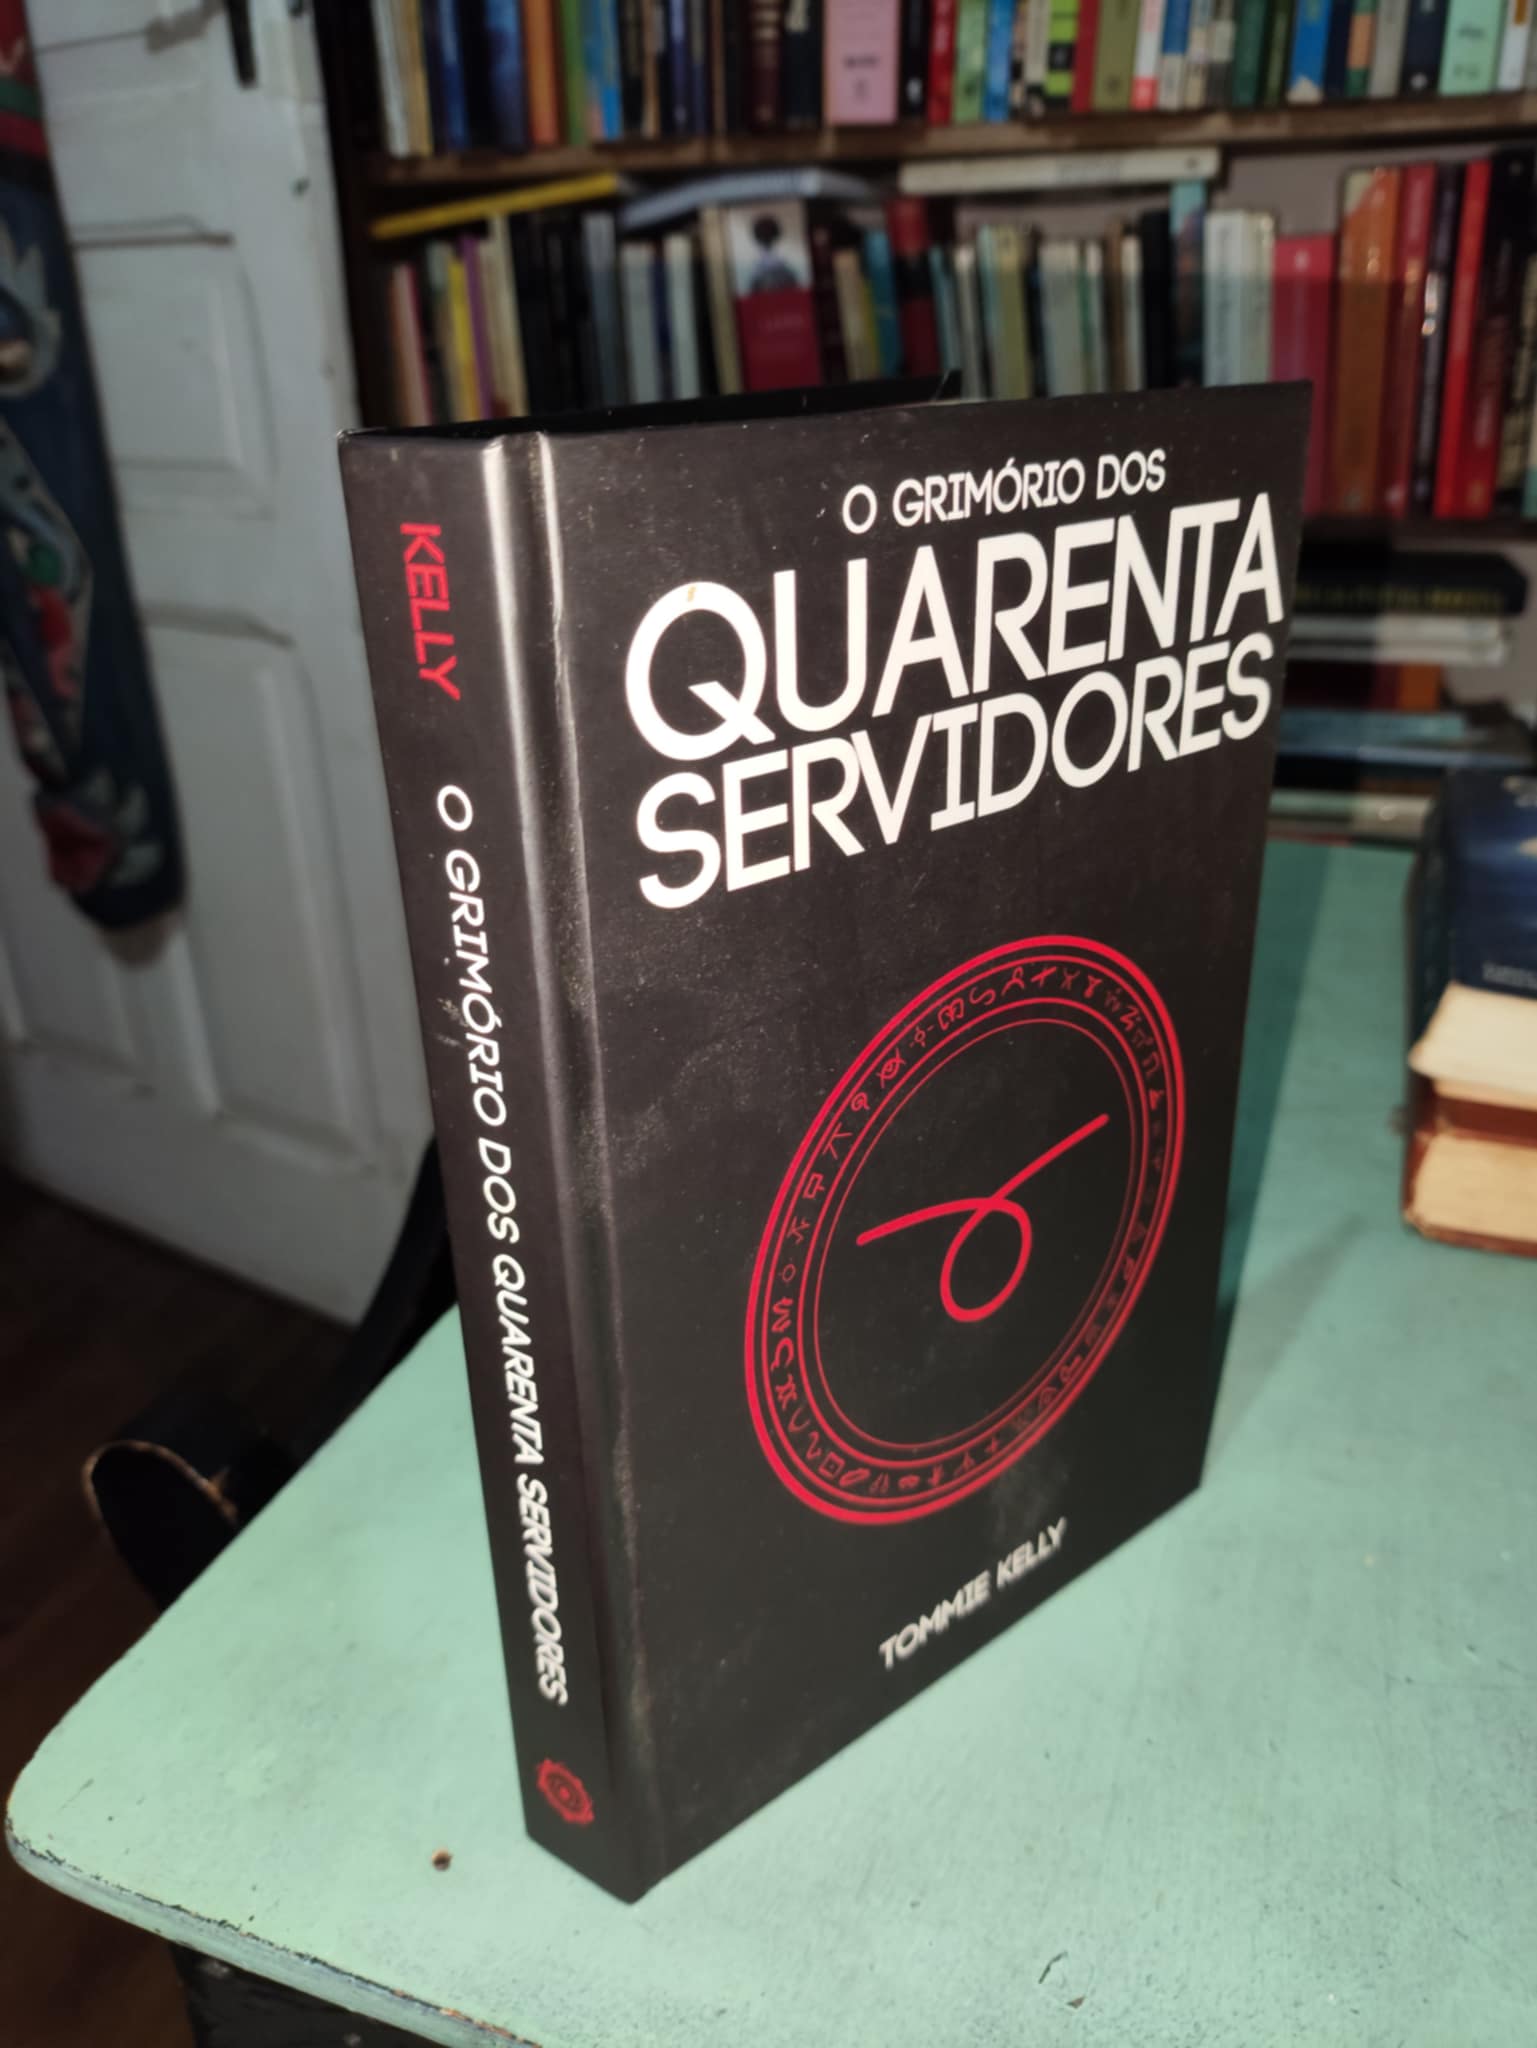 KELLY
O GRIMÓRIO DOS QUARENTA SERVIDORES
O GRIMÓRIO DOS
QUARENTA
SERVIDORES
TOMMIE KELLY